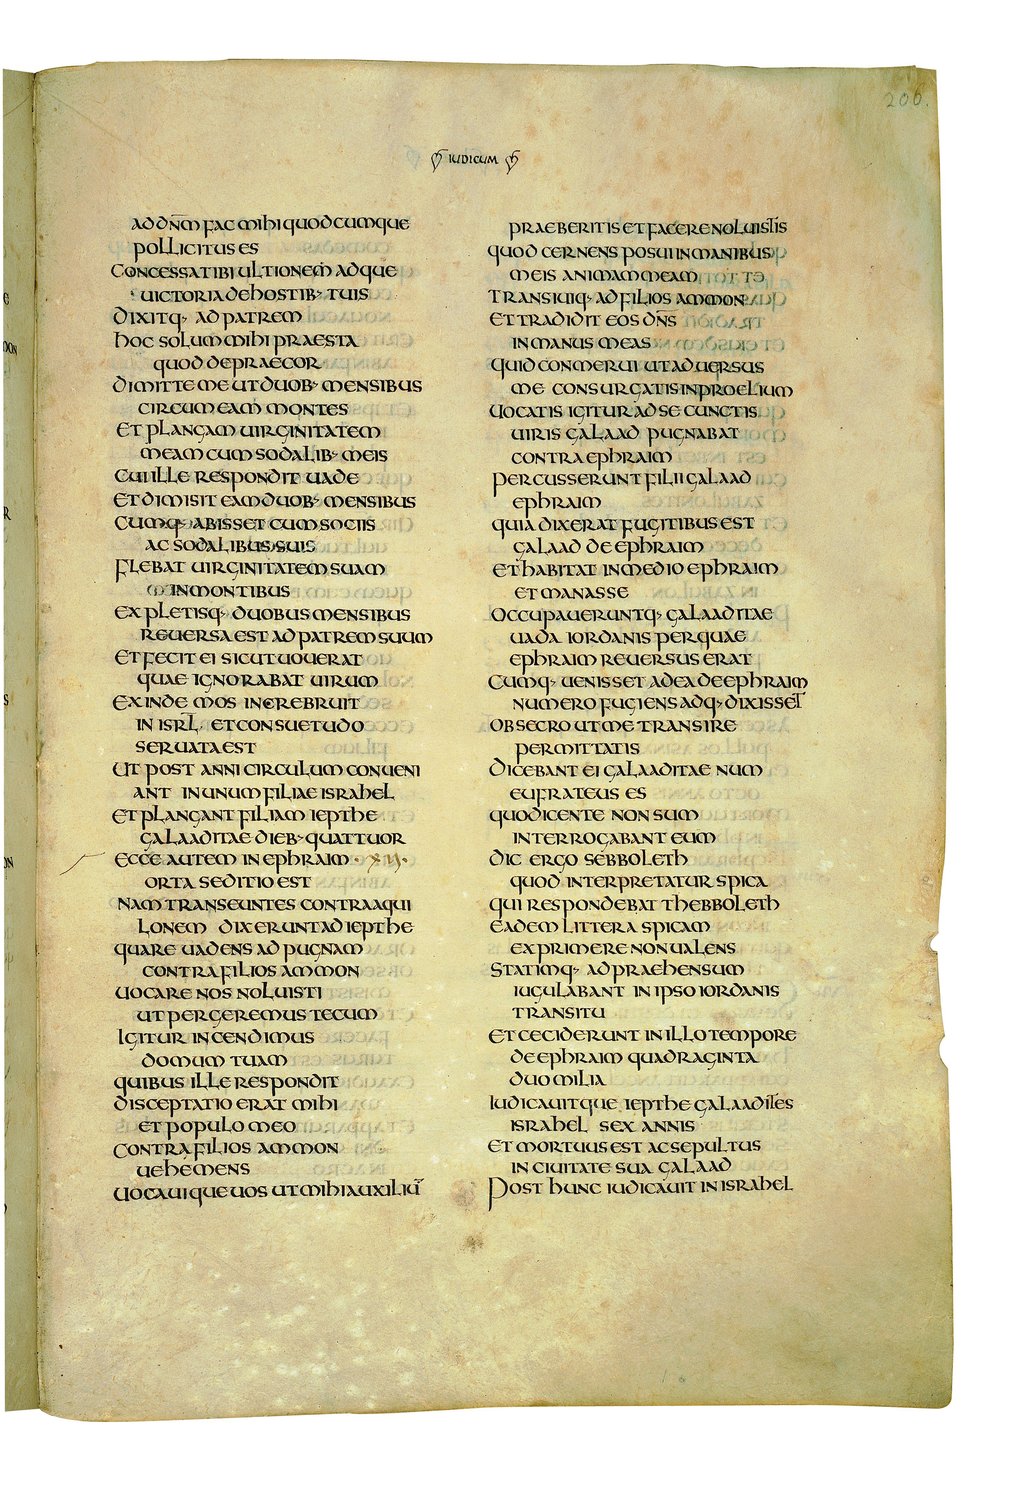 206.
IUDICUM
AD DN̄M FAC MIHI QUODCUMQUE
POLLICITUS ES
CONCESSA TIBI ULTIONEM ADQUE
UICTORIA DE HOSTIB· TUIS
DIXITQ· AD PATREM
HOC SOLUM MIHI PRAESTA
QUOD DEPRAECOR
DIMITTE ME UT DUOB· MENSIBUS
CIRCUMEAM MONTES
ET PLANGAM UIRGINITATEM
MEAM CUM SODALIB· MEIS
CUI ILLE RESPONDIT UADE
ET DIMISIT EAM DUOB· MENSIBUS
CUMQ· ABISSET CUM SOCIIS
AC SODALIBUS SUIS
FLEBAT UIRGINITATEM SUAM
IN MONTIBUS
EXPLETISQ· DUOBUS MENSIBUS
REUERSA EST AD PATREM SUUM
ET FECIT EI SICUT UOUERAT
QUAE IGNORABAT UIRUM
EXINDE MOS INCREBRUIT
IN ISRL̄· ET CONSUETUDO
SERUATA EST
UT POST ANNI CIRCULUM CONUENI
ANT IN UNUM FILIAE ISRAHEL
ET PLANGANT FILIAM IEPTHE
GALAADITAE DIEB· QUATTUOR
ECCE AUTEM IN EPHRAIM · XII·
ORTA SEDITIO EST
NAM TRANSEUNTES CONTRA AQUI
LONEM DIXERUNT AD IEPTHE
QUARE UADENS AD PUGNAM
CONTRA FILIOS AMMON
UOCARE NOS NOLUISTI
UT PERGEREMUS TECUM
IGITUR INCENDIMUS
DOMUM TUAM
QUIBUS ILLE RESPONDIT
DISCEPTATIO ERAT MIHI
ET POPULO MEO
CONTRA FILIOS AMMON
UEHEMENS
UOCAUIQUE UOS UT MIHI AUXILIŪ
PRAEBERITIS ET FACERE NOLUISTIS
QUOD CERNENS POSUI IN MANIBUS
MEIS ANIMAM MEAM
TRANSIUIQ· AD FILIOS AMMON
ET TRADIDIT EOS DN̄S
IN MANUS MEAS
QUID CONMERUI UT ADUERSUS
ME CONSURGATIS IN PROELIUM
UOCATIS IGITUR AD SE CUNCTIS
UIRIS GALAAD PUGNABAT
CONTRA EPHRAIM
PERCUSSERUNT FILII GALAAD
EPHRAIM
QUIA DIXERAT FUGITIBUS EST
GALAAD DE EPHRAIM
ET HABITAT IN MEDIO EPHRAIM
ET MANASSE
OCCUPAUERUNTQ· GALAADITAE
UADA IORDANIS PER QUAE
EPHRAIM REUERSUS ERAT
CUMQ· UENISSET AD EA DE EPHRAIM
NUMERO FUGIENS ADQ· DIXISSET
OBSECRO UT ME TRANSIRE
PERMITTATIS
DICEBANT EI GALAADITAE NUM
EUFRATEUS ES
QUO DICENTE NON SUM
INTERROGABANT EUM
DIC ERGO SEBBOLETH
QUOD INTERPRETATUR SPICA
QUI RESPONDEBAT THEBBOLETH
EADEM LITTERA SPICAM
EXPRIMERE NON UALENS
STATIMQ· ADPRAEHENSUM
IUGULABANT IN IPSO IORDANIS
TRANSITU
ET CECIDERUNT IN ILLO TEMPORE
DE EPHRAIM QUADRAGINTA
DUO MILIA
IUDICAUITQUE IEPTHE GALAADITES
ISRAHEL SEX ANNIS
ET MORTUUS EST AC SEPULTUS
IN CIUITATE SUA GALAAD
POST HUNC IUDICAUIT IN ISRAHEL